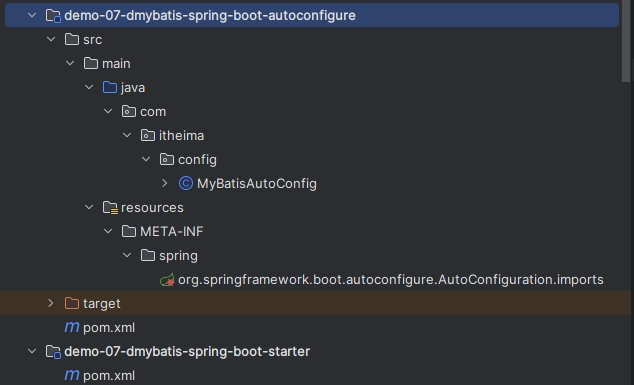 demo-07-dmybatis-spring-boot-autoconfigure
src
main
java
com
itheima
config
MyBatisAutoConfig
resources
META-INF
spring
org.springframework.boot.autoconfigure.AutoConfiguration.imports
target
pom.xml
demo-07-dmybatis-spring-boot-starter
pom.xml